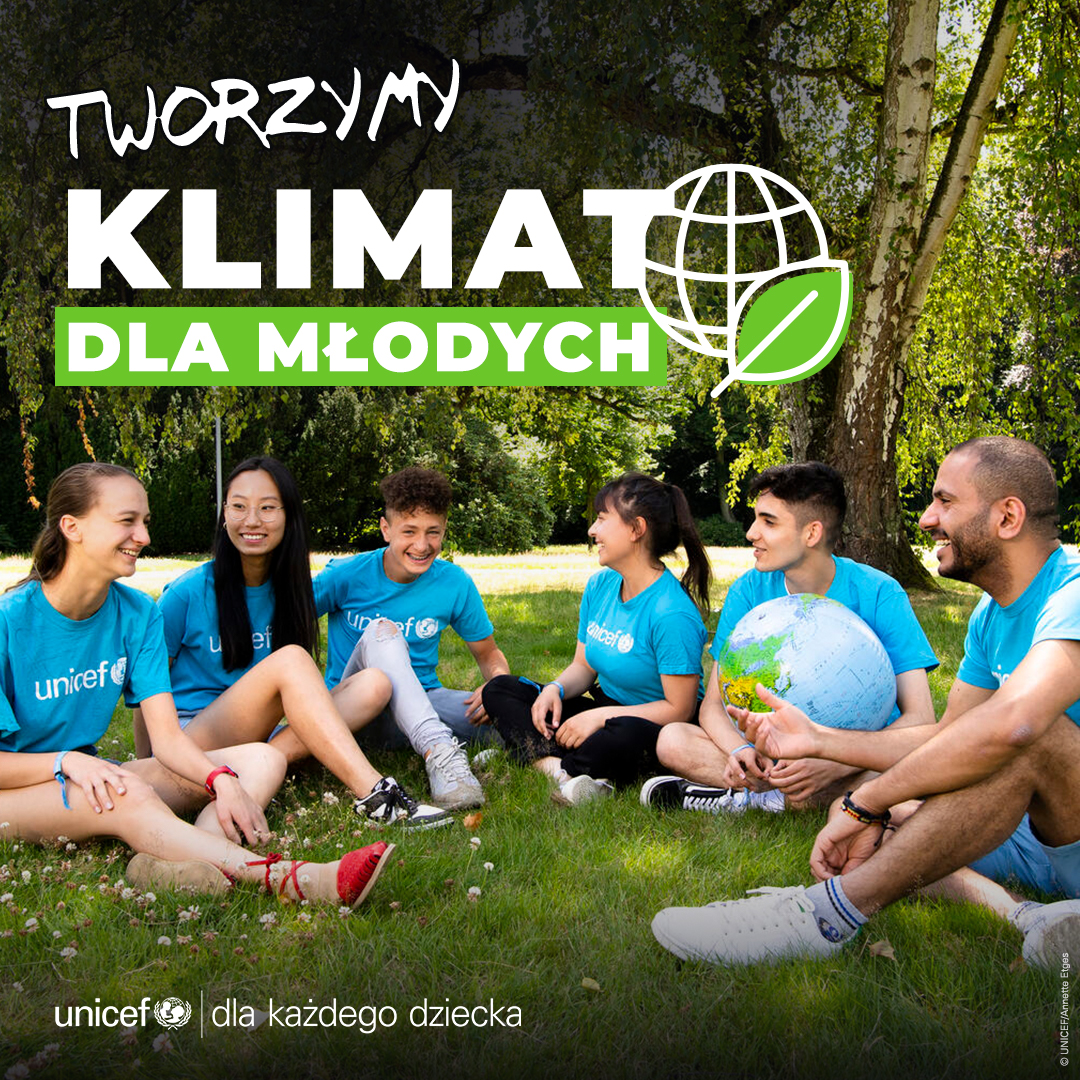 TWORZYMY
KLIMAT
DLA MŁODYCH
unicef
unicef
unicef
unicef
unicef | dla każdego dziecka
© UNICEF/Annette Etges